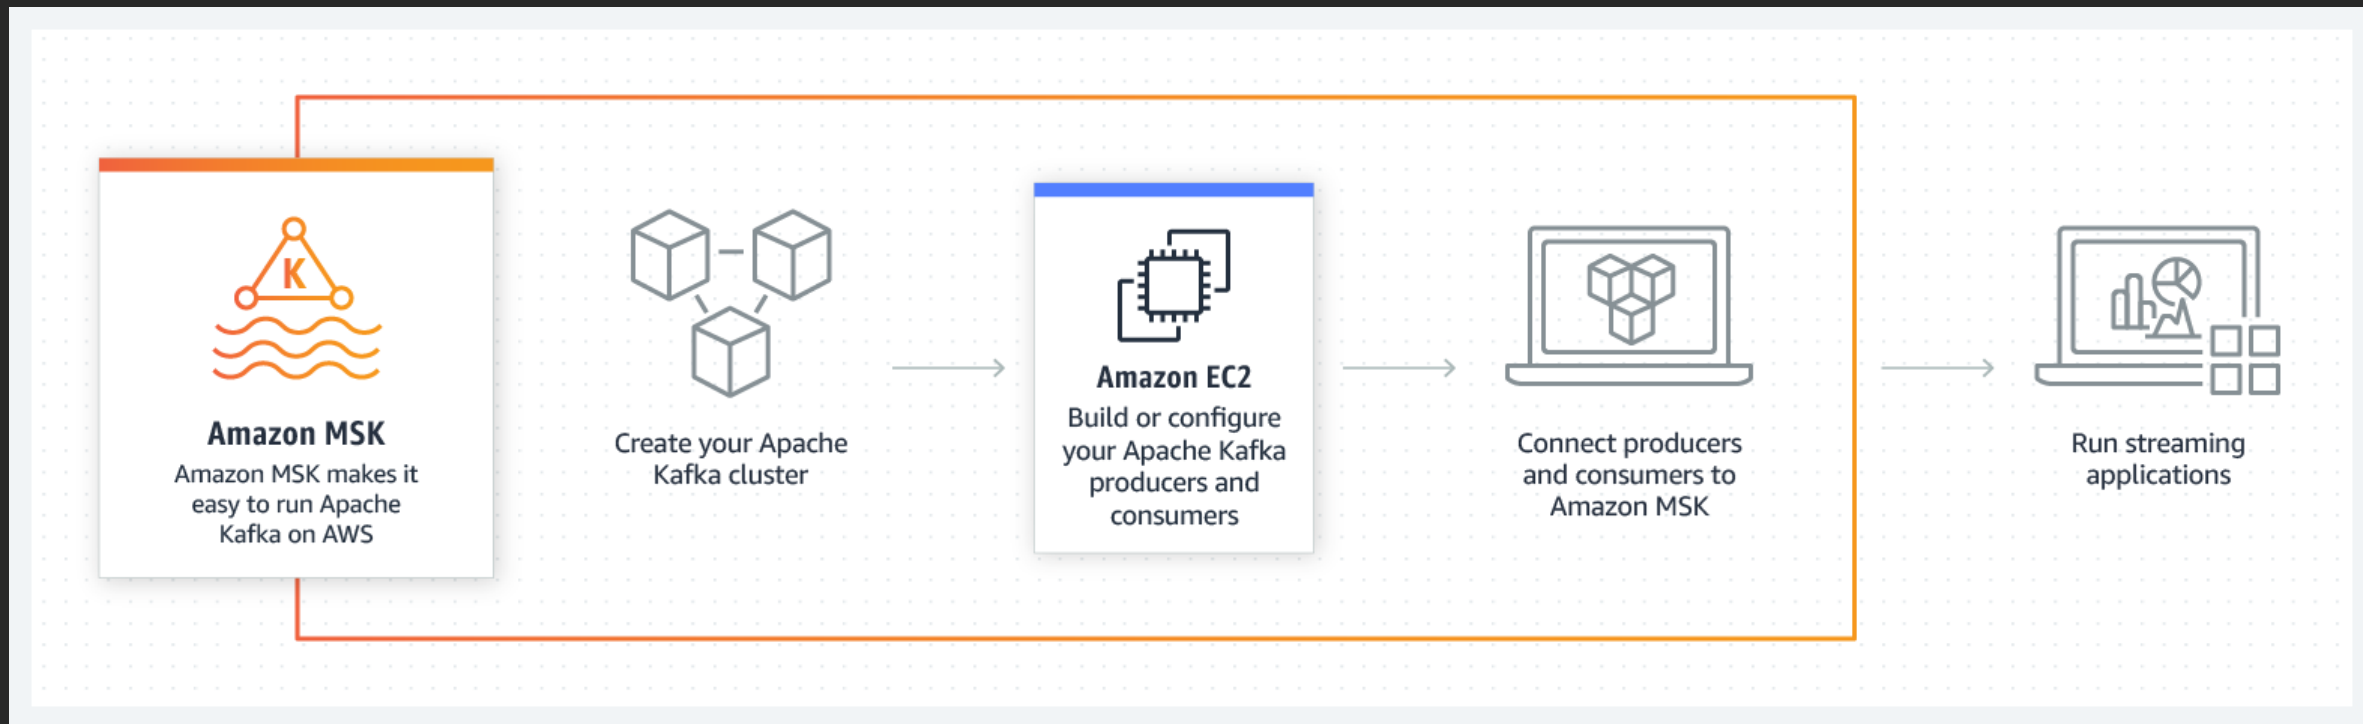 K
Amazon MSK
Amazon MSK makes it
easy to run Apache
Kafka on AWS
Create your Apache
Kafka cluster
Amazon EC2
Build or configure
your Apache Kafka
producers and
consumers
Connect producers
and consumers to
Amazon MSK
Run streaming
applications